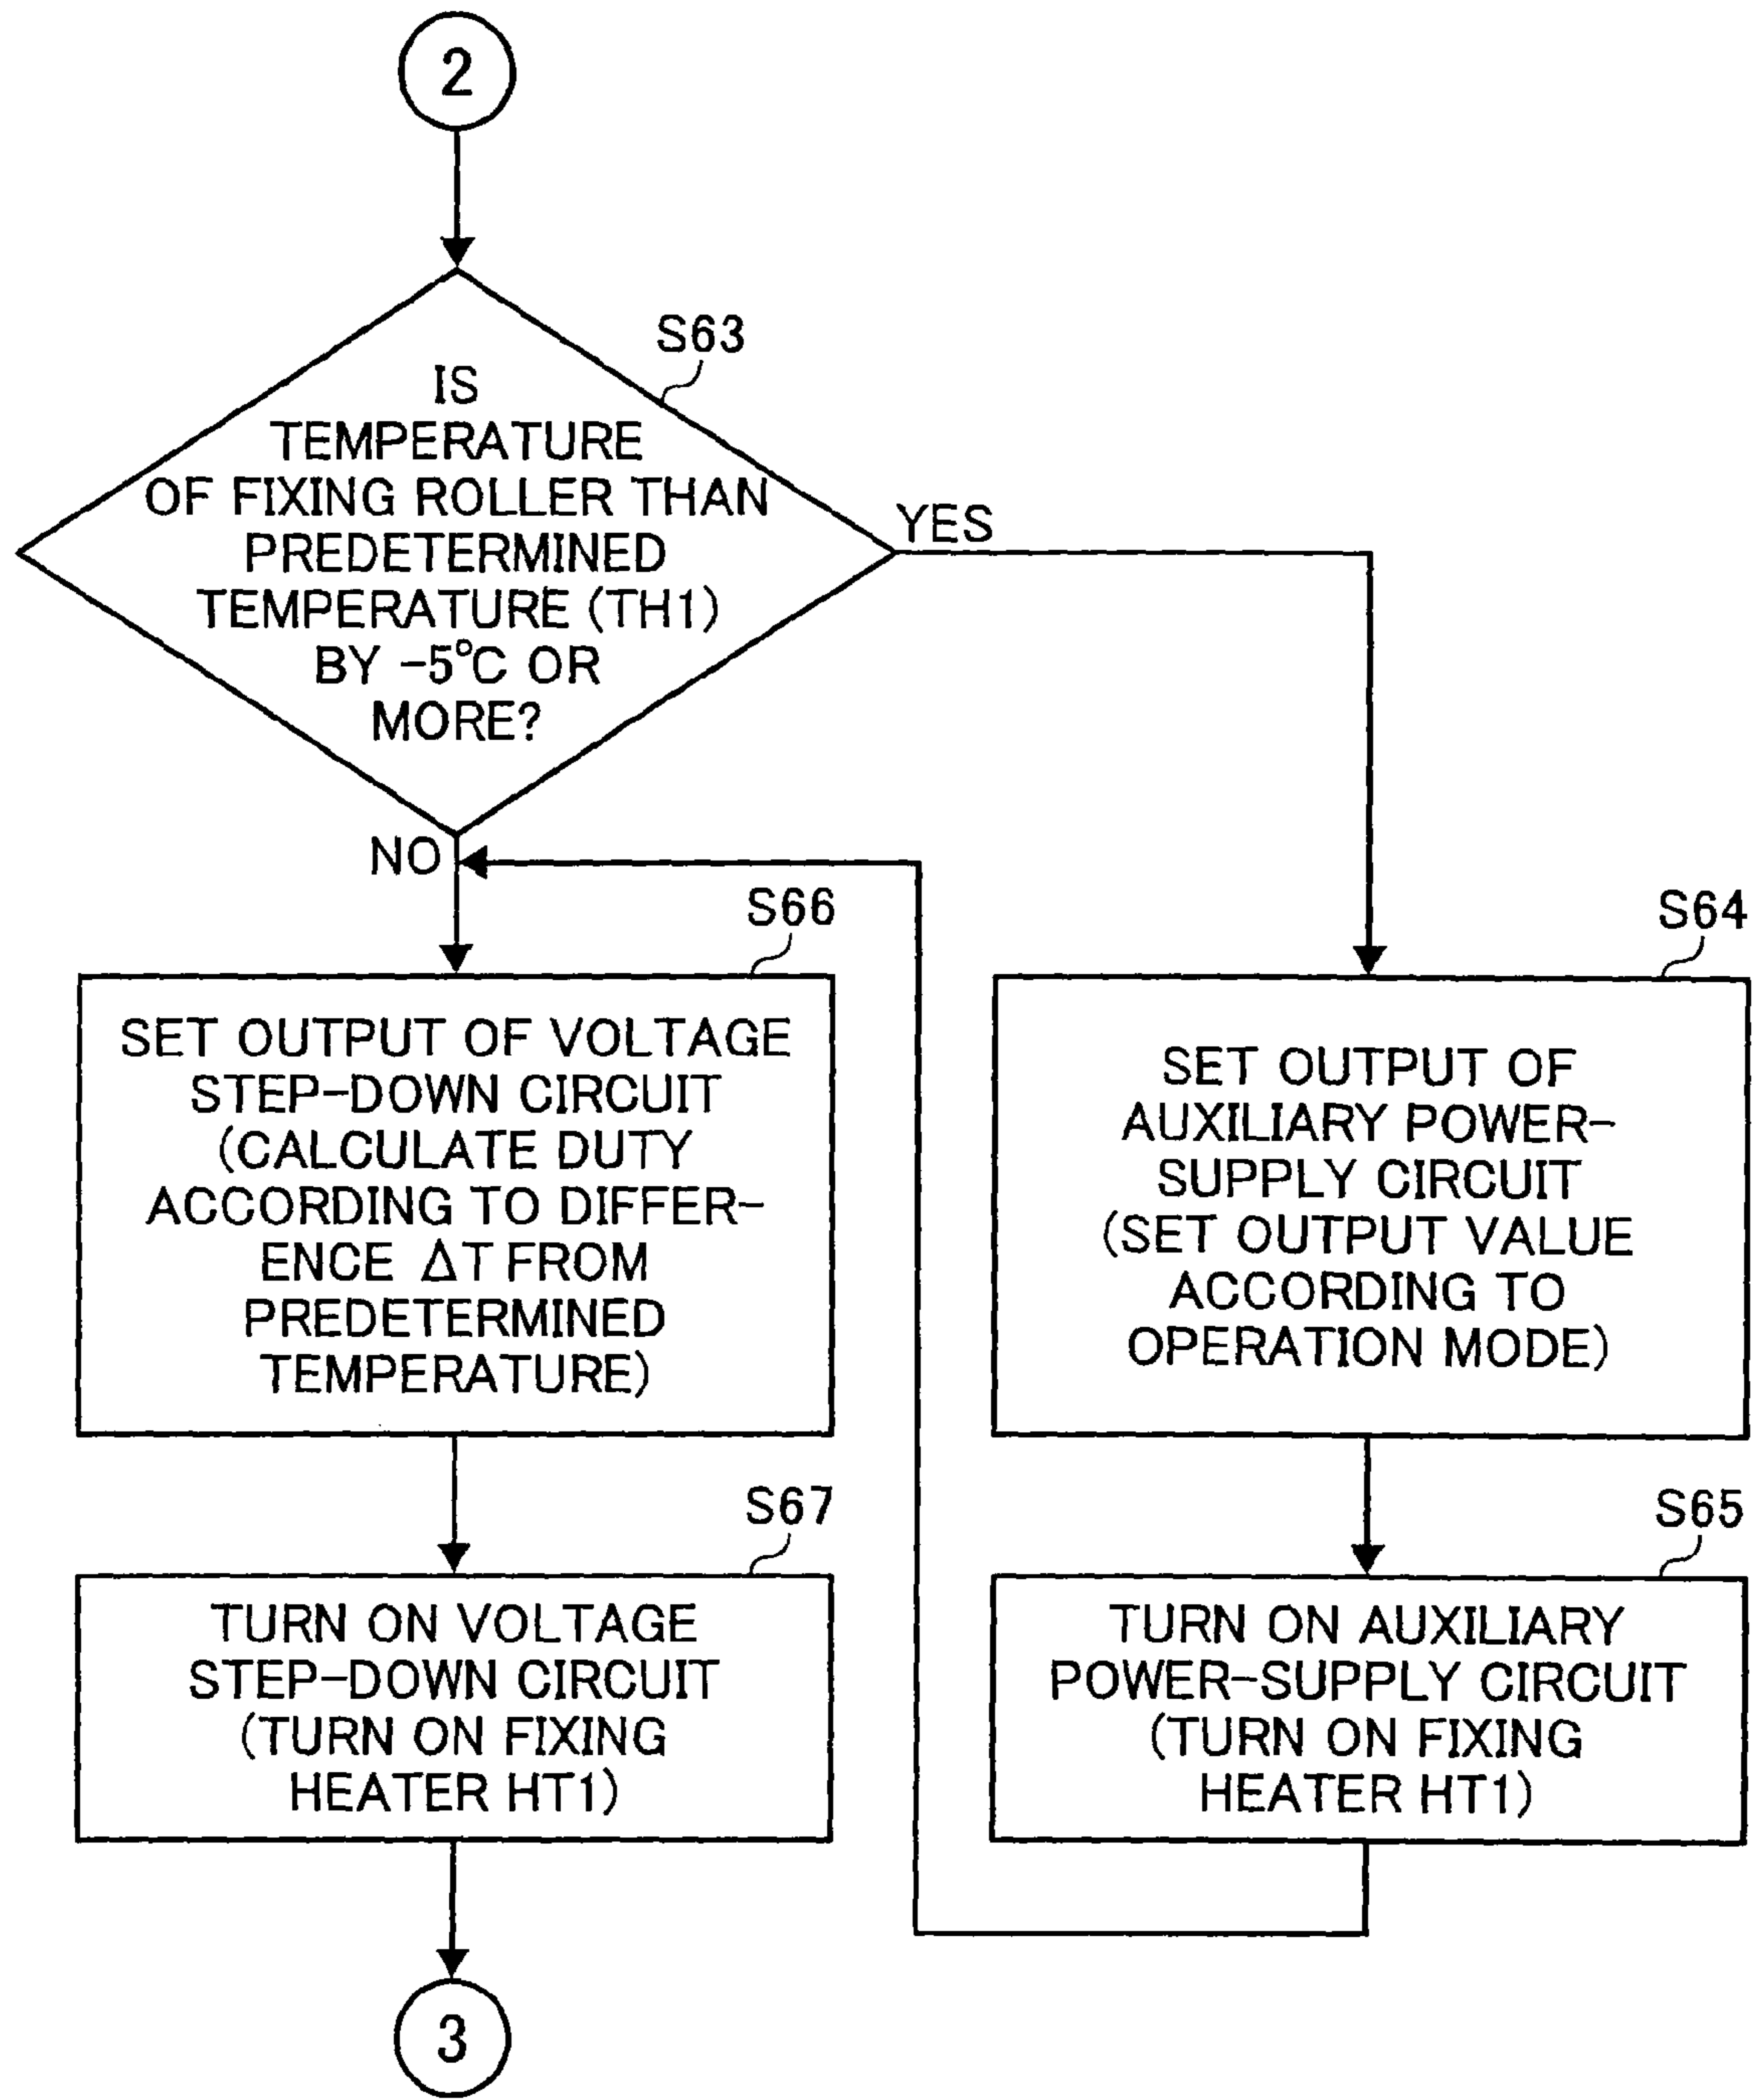 2
S63
IS
TEMPERATURE
OF FIXING ROLLER THAN
PREDETERMINED
TEMPERATURE (TH1)
BY -5°C OR
MORE?
YES
NO
S66
SET OUTPUT OF VOLTAGE
STEP-DOWN CIRCUIT
(CALCULATE DUTY
ACCORDING TO DIFFER-
ENCE ΔT FROM
PREDETERMINED
TEMPERATURE)
S64
SET OUTPUT OF
AUXILIARY POWER-
SUPPLY CIRCUIT
(SET OUTPUT VALUE
ACCORDING TO
OPERATION MODE)
S67
TURN ON VOLTAGE
STEP-DOWN CIRCUIT
(TURN ON FIXING
HEATER HT1)
S65
TURN ON AUXILIARY
POWER-SUPPLY CIRCUIT
(TURN ON FIXING
HEATER HT1)
3